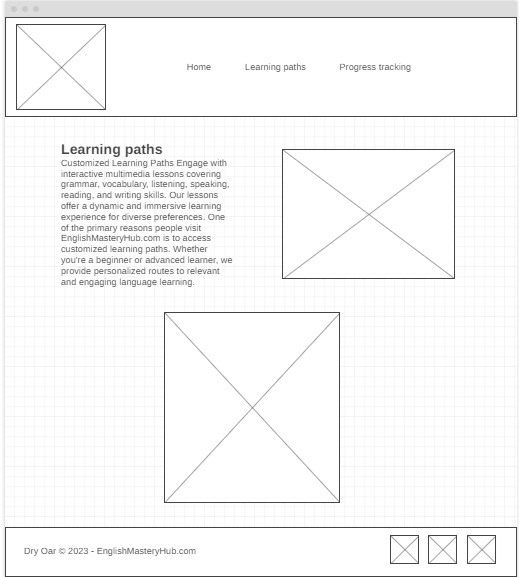 Home Learning paths Progress tracking
Learning paths
Customized Learning Paths Engage with
interactive multimedia lessons covering
grammar, vocabulary, listening, speaking,
reading, and writing skills. Our lessons
offer a dynamic and immersive learning
experience for diverse preferences. One
of the primary reasons people visit
EnglishMasteryHub.com is to access
customized learning paths. Whether
you're a beginner or advanced learner, we
provide personalized routes to relevant
and engaging language learning.
Dry Oar © 2023 - EnglishMasteryHub.com